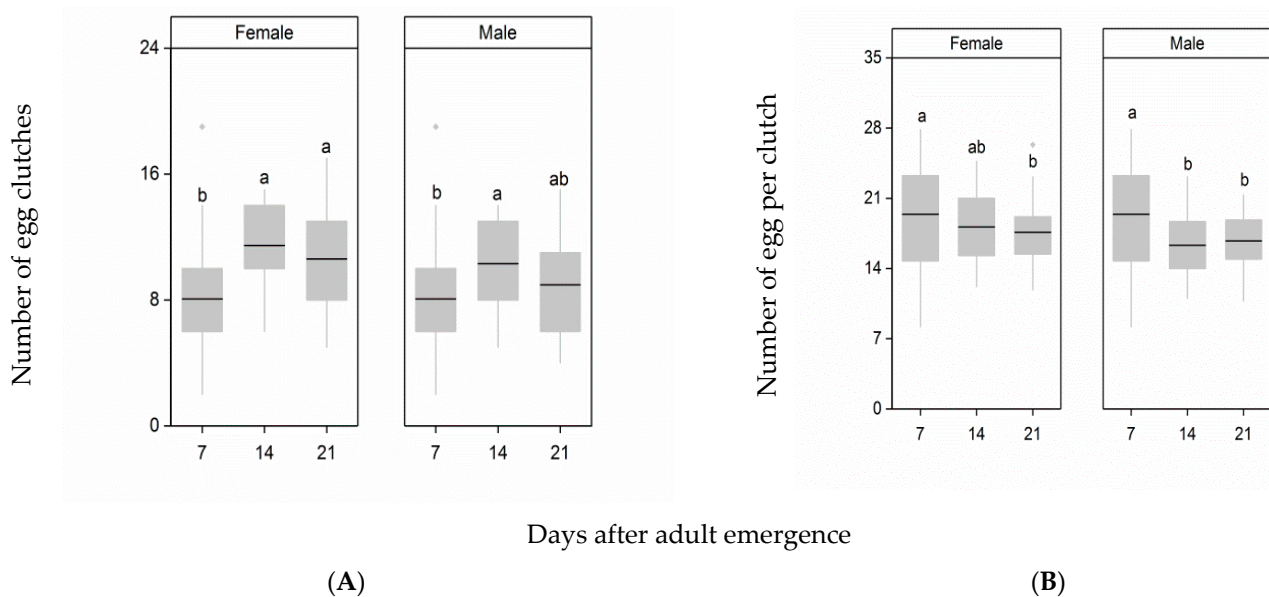 Female Male
24
16
8
0
b a a
b a ab
7 14 21
7 14 21
Number of egg clutches
Female Male
35
28
21
14
7
0
a ab b
a b b
7 14 21
7 14 21
Number of egg per clutch
Days after adult emergence
(A) (B)